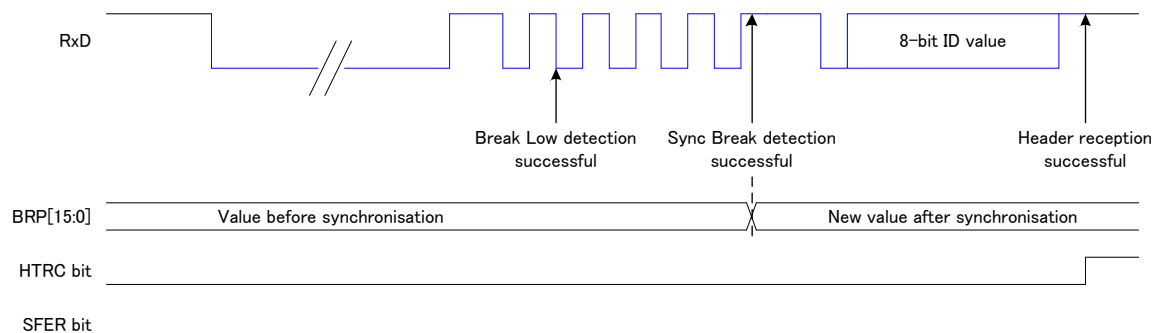 RxD
8-bit ID value
Break Low detection
successful
Sync Break detection
successful
Header reception
successful
BRP[15:0]
Value before synchronisation
New value after synchronisation
HTRC bit
SFER bit